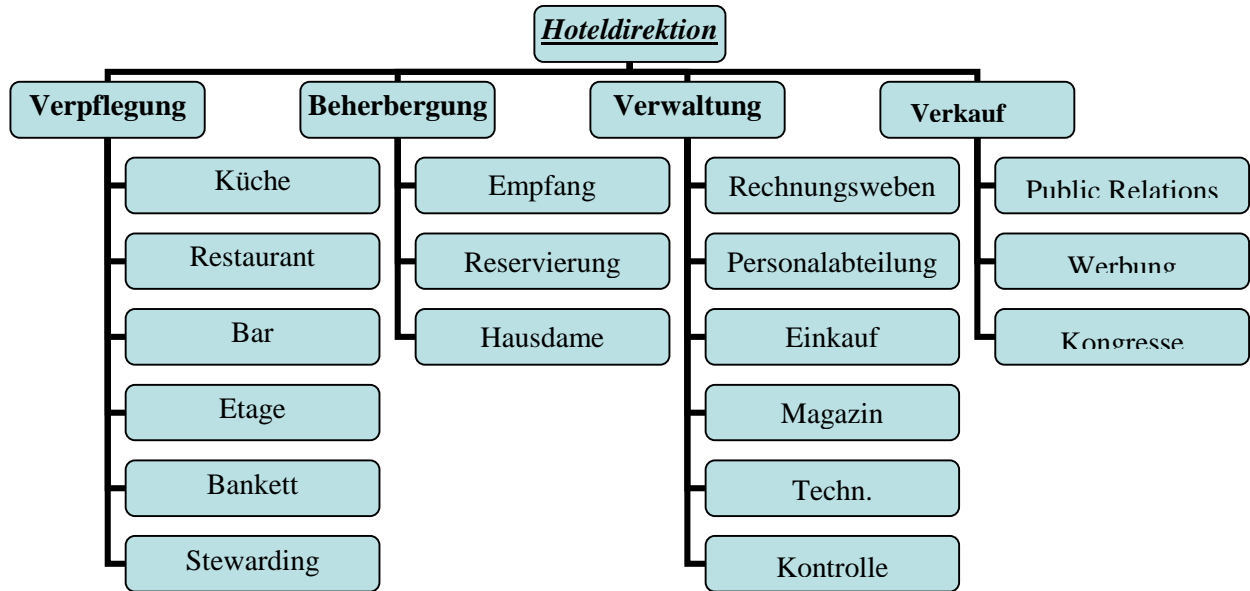 Hoteldirektion
Verpflegung
Beherbergung
Verwaltung
Verkauf
Küche
Restaurant
Bar
Etage
Bankett
Stewarding
Empfang
Reservierung
Hausdame
Rechnungsweben
Personalabteilung
Einkauf
Magazin
Techn.
Kontrolle
Public Relations
Werbung
Kongresse